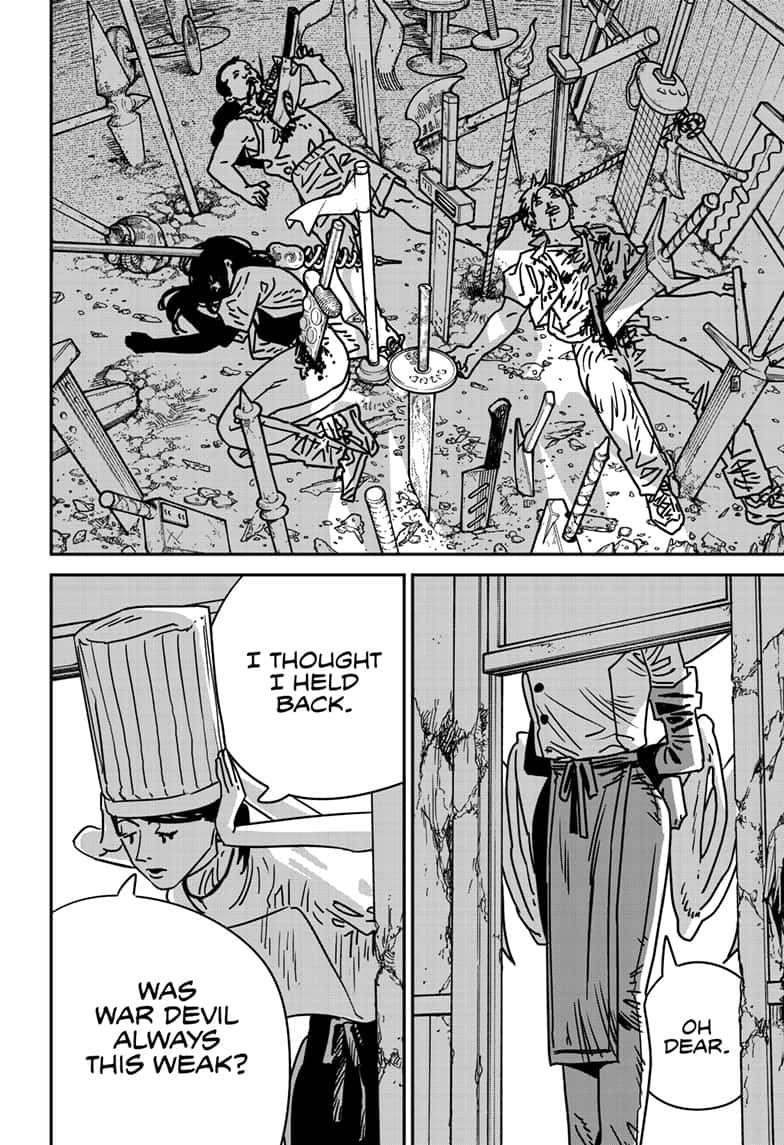 OH
DEAR.
I THOUGHT
I HELD
BACK.
WAS
WAR DEVIL
ALWAYS
THIS WEAK?